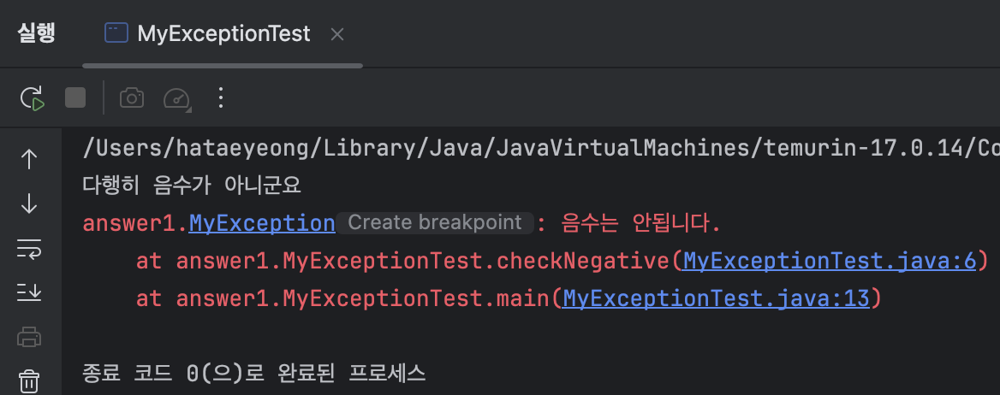 실행 MyExceptionTest
/Users/hataeyeong/Library/Java/JavaVirtualMachines/temurin-17.0.14/Co
다행히 음수가 아니군요
answer1.MyException Create breakpoint : 음수는 안됩니다.
at answer1.MyExceptionTest.checkNegative(MyExceptionTest.java:6)
at answer1.MyExceptionTest.main(MyExceptionTest.java:13)
종료 코드 0(으)로 완료된 프로세스